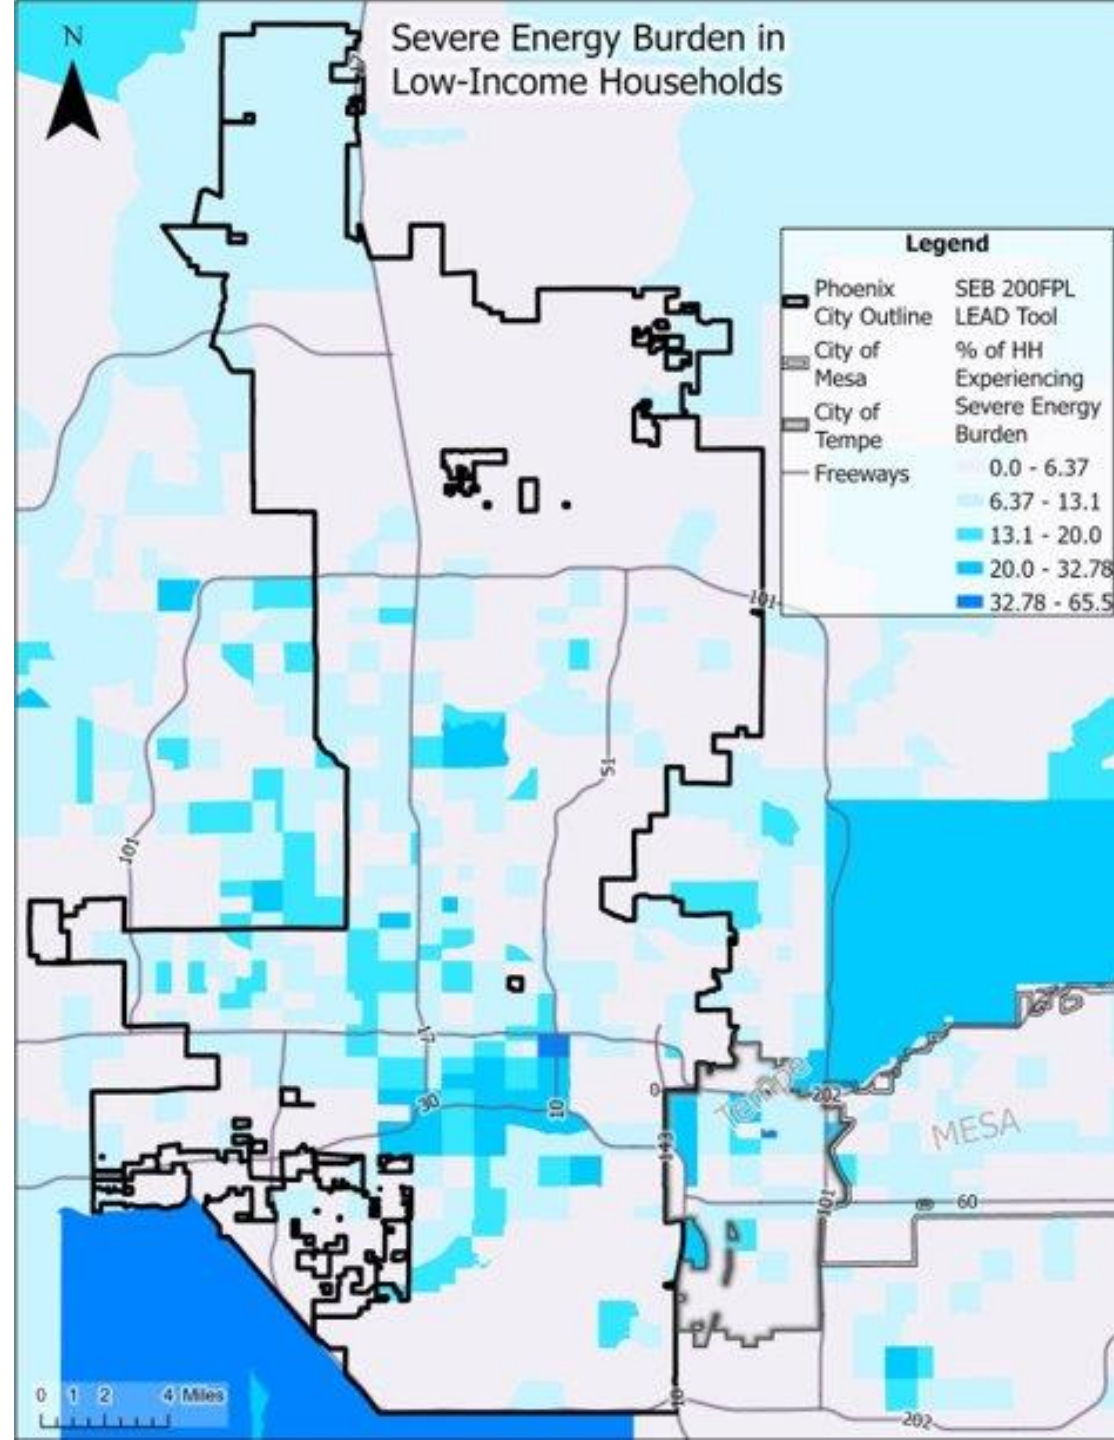 N
Severe Energy Burden in
Low-Income Households
Legend
Phoenix
City Outline
City of
Mesa
City of
Tempe
Freeways
SEB 200FPL
LEAD Tool
% of HH
Experiencing
Severe Energy
Burden
0.0 - 6.37
6.37 - 13.1
13.1 - 20.0
20.0 - 32.78
32.78 - 65.5
101
51
101
17
30
10
0
143
Tempe
202
MESA
101
60
10
202
0 1 2 4 Miles